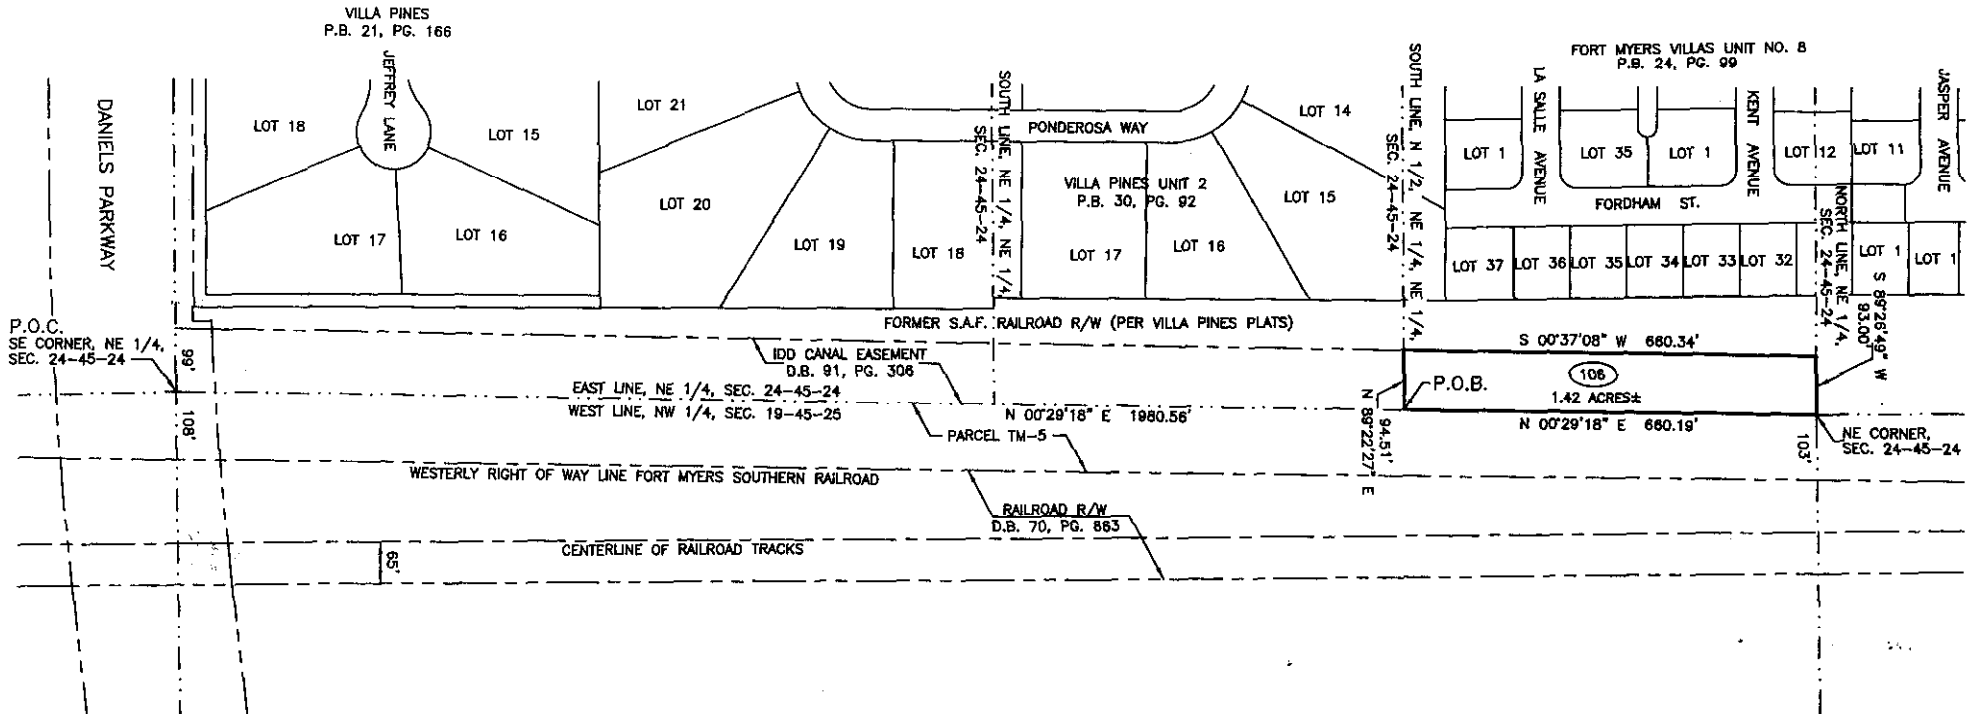 VILLA PINES
P.B. 21, PG. 166
FORT MYERS VILLAS UNIT NO. 8
P.B. 24, PG. 99
DANIELS PARKWAY
JEFFREY LANE
LOT 18
LOT 15
LOT 17
LOT 16
LOT 21
LOT 20
LOT 19
LOT 18
SOUTH LINE, NE 1/4, NE 1/4,
SEC. 24-45-24
PONDEROSA WAY
VILLA PINES UNIT 2
P.B. 30, PG. 92
LOT 17
LOT 16
LOT 14
LOT 15
SOUTH LINE, N 1/2, NE 1/4, NE 1/4,
SEC. 24-45-24
LA SALLE AVENUE
KENT AVENUE
JASPER AVENUE
LOT 1
LOT 35
LOT 1
LOT 12
LOT 11
FORDHAM ST.
LOT 37
LOT 36
LOT 35
LOT 34
LOT 33
LOT 32
LOT 1
LOT 1
NORTH LINE, NE 1/4,
SEC. 24-45-24
S 89°26'49" W
93.00'
FORMER S.A.F. RAILROAD R/W (PER VILLA PINES PLATS)
P.O.C.
SE CORNER, NE 1/4,
SEC. 24-45-24
99'
108'
IDD CANAL EASEMENT
D.B. 91, PG. 306
EAST LINE, NE 1/4, SEC. 24-45-24
WEST LINE, NW 1/4, SEC. 19-45-25
N 00°29'18" E 1980.56'
PARCEL TM-5
S 00°37'08" W 660.34'
106
1.42 ACRES±
P.O.B.
N 00°29'18" E 660.19'
94.51'
N 89°22'27" E
103'
NE CORNER,
SEC. 24-45-24
WESTERLY RIGHT OF WAY LINE FORT MYERS SOUTHERN RAILROAD
RAILROAD R/W
D.B. 70, PG. 863
CENTERLINE OF RAILROAD TRACKS
65'